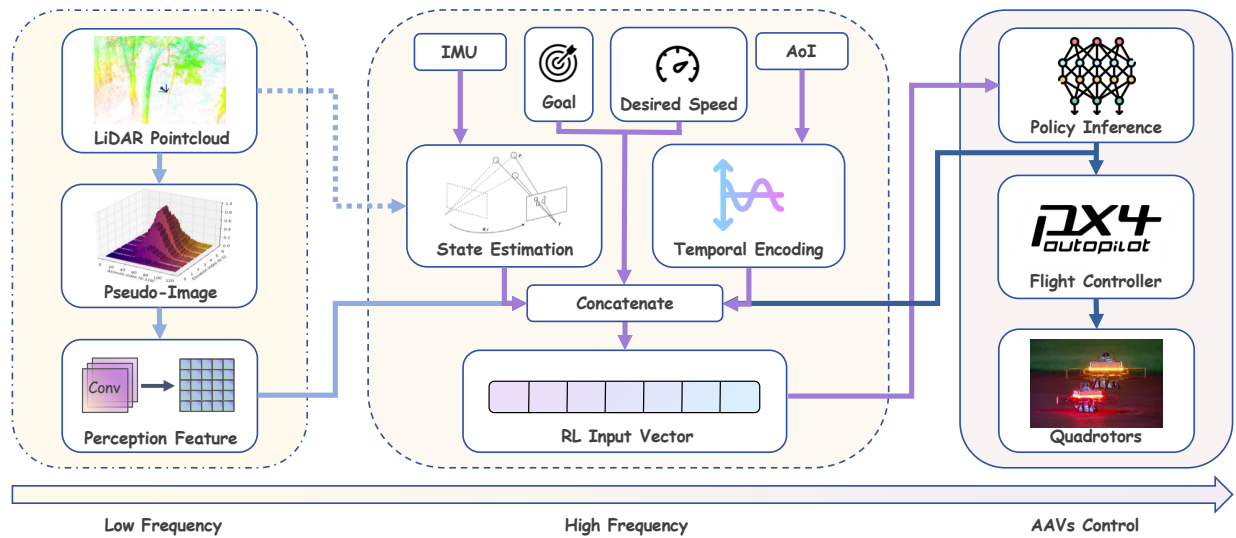 LiDAR Pointcloud
Pseudo-Image
Conv
Perception Feature
IMU
Goal
Desired Speed
AoI
State Estimation
Temporal Encoding
Concatenate
RL Input Vector
Policy Inference
px4
autopilot
Flight Controller
Quadrotors
Low Frequency
High Frequency
AAVs Control